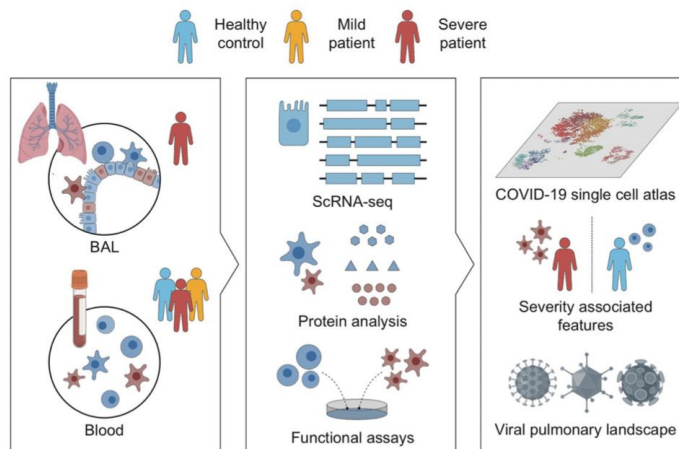 Healthy
control
Mild
patient
Severe
patient
BAL
Blood
ScRNA-seq
Protein analysis
Functional assays
COVID-19 single cell atlas
Severity associated
features
Viral pulmonary landscape